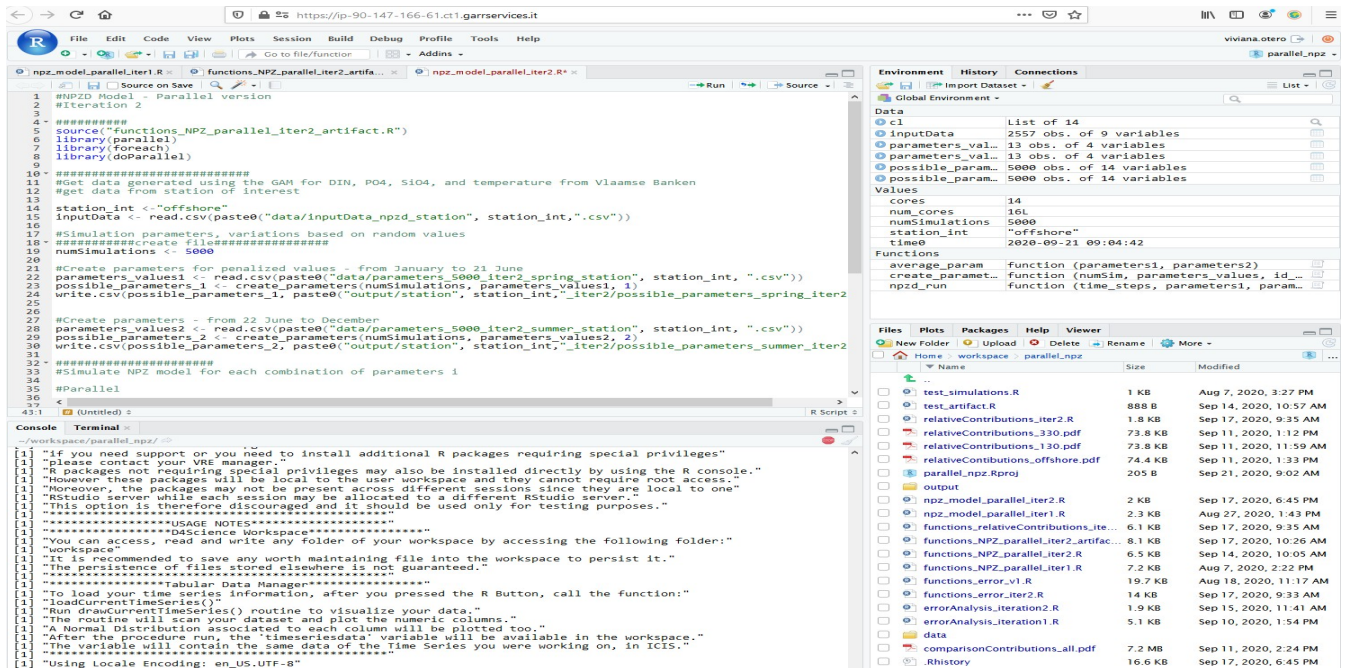 https://ip-90-147-166-61.ct1.garrservices.it
File Edit Code View Plots Session Build Debug Profile Tools Help
viviana.otero
Go to file/function
Addins
parallel_npz
npz_model_parallel_iter1.R
functions_NPZ_parallel_iter2_artifa...
npz_model_parallel_iter2.R*
Source on Save
Run
Source
1 #NPZD Model - Parallel version
2 #Iteration 2
3
4 ##########
5 source("functions_NPZ_parallel_iter2_artifact.R")
6 library(parallel)
7 library(foreach)
8 library(doParallel)
9
10 ###########################
11 #Get data generated using the GAM for DIN, PO4, SiO4, and temperature from Vlaamse Banken
12 #get data from station of interest
13
14 station_int <-"offshore"
15 inputData <- read.csv(paste0("data/inputData_npzd_station", station_int,".csv"))
16
17 #Simulation parameters, variations based on random values
18 ###########create file################
19 numSimulations <- 5000
20
21 #Create parameters for penalized values - from January to 21 June
22 parameters_values1 <- read.csv(paste0("data/parameters_5000_iter2_spring_station", station_int, ".csv"))
23 possible_parameters_1 <- create_parameters(numSimulations, parameters_values1, 1)
24 write.csv(possible_parameters_1, paste0("output/station", station_int,"_iter2/possible_parameters_spring_iter2
25
26
27 #Create parameters - from 22 June to December
28 parameters_values2 <- read.csv(paste0("data/parameters_5000_iter2_summer_station", station_int, ".csv"))
29 possible_parameters_2 <- create_parameters(numSimulations, parameters_values2, 2)
30 write.csv(possible_parameters_2, paste0("output/station", station_int,"_iter2/possible_parameters_summer_iter2
31
32 ######################
33 #Simulate NPZ model for each combination of parameters i
34
35 #Parallel
36
37
43:1 (Untitled) R Script
Console Terminal
~/workspace/parallel_npz/
[1] "if you need support or you need to install additional R packages requiring special privileges"
[1] "please contact your VRE manager."
[1] "R packages not requiring special privileges may also be installed directly by using the R console."
[1] "However these packages will be local to the user workspace and they cannot require root access."
[1] "Moreover, the packages may not be present across different sessions since they are local to one"
[1] "RStudio server while each session may be allocated to a different RStudio server."
[1] "This option is therefore discouraged and it should be used only for testing purposes."
[1] "***********************************************"
[1] "*****************USAGE NOTES*******************"
[1] "*****************D4Science Workspace*******************"
[1] "You can access, read and write any folder of your workspace by accessing the following folder:"
[1] "workspace"
[1] "It is recommended to save any worth maintaining file into the workspace to persist it."
[1] "The persistence of files stored elsewhere is not guaranteed."
[1] "***********************************************"
[1] "****************Tabular Data Manager******************"
[1] "To load your time series information, after you pressed the R Button, call the function:"
[1] "loadCurrentTimeSeries()"
[1] "Run drawCurrentTimeSeries() routine to visualize your data."
[1] "The routine will scan your dataset and plot the numeric columns."
[1] "A Normal Distribution associated to each column will be plotted too."
[1] "After the procedure run, the 'timeseriesdata' variable will be available in the workspace."
[1] "The variable will contain the same data of the Time Series you were working on, in ICIS."
[1] "***********************************************"
[1] "Using Locale Encoding: en_US.UTF-8"
Environment History Connections
Import Dataset
List
Global Environment
Data
cl List of 14
inputData 2557 obs. of 9 variables
parameters_val... 13 obs. of 4 variables
parameters_val... 13 obs. of 4 variables
possible_param... 5000 obs. of 14 variables
possible_param... 5000 obs. of 14 variables
Values
cores 14
num_cores 16L
numSimulations 5000
station_int "offshore"
time0 2020-09-21 09:04:42
Functions
average_param function (parameters1, parameters2)
create_paramet... function (numSim, parameters_values, id_...
npzd_run function (time_steps, parameters1, param...
Files Plots Packages Help Viewer
New Folder Upload Delete Rename More
Home workspace parallel_npz
Name Size Modified
..
test_simulations.R 1 KB Aug 7, 2020, 3:27 PM
test_artifact.R 888 B Sep 14, 2020, 10:57 AM
relativeContributions_iter2.R 1.8 KB Sep 17, 2020, 9:35 AM
relativeContributions_330.pdf 73.8 KB Sep 11, 2020, 1:12 PM
relativeContributions_130.pdf 73.8 KB Sep 11, 2020, 11:59 AM
relativeContibutions_offshore.pdf 74.4 KB Sep 11, 2020, 1:33 PM
parallel_npz.Rproj 205 B Sep 21, 2020, 9:02 AM
output
npz_model_parallel_iter2.R 2 KB Sep 17, 2020, 6:45 PM
npz_model_parallel_iter1.R 2.3 KB Aug 27, 2020, 1:43 PM
functions_relativeContributions_ite... 6.1 KB Sep 17, 2020, 9:35 AM
functions_NPZ_parallel_iter2_artifac... 8.1 KB Sep 17, 2020, 10:26 AM
functions_NPZ_parallel_iter2.R 6.5 KB Sep 14, 2020, 10:05 AM
functions_NPZ_parallel_iter1.R 7.2 KB Aug 7, 2020, 2:22 PM
functions_error_v1.R 19.7 KB Aug 18, 2020, 11:17 AM
functions_error_iter2.R 14 KB Sep 17, 2020, 9:33 AM
errorAnalysis_iteration2.R 1.9 KB Sep 15, 2020, 11:41 AM
errorAnalysis_iteration1.R 5.1 KB Sep 10, 2020, 1:54 PM
data
comparisonContributions_all.pdf 7.2 MB Sep 11, 2020, 2:24 PM
.Rhistory 16.6 KB Sep 17, 2020, 6:45 PM